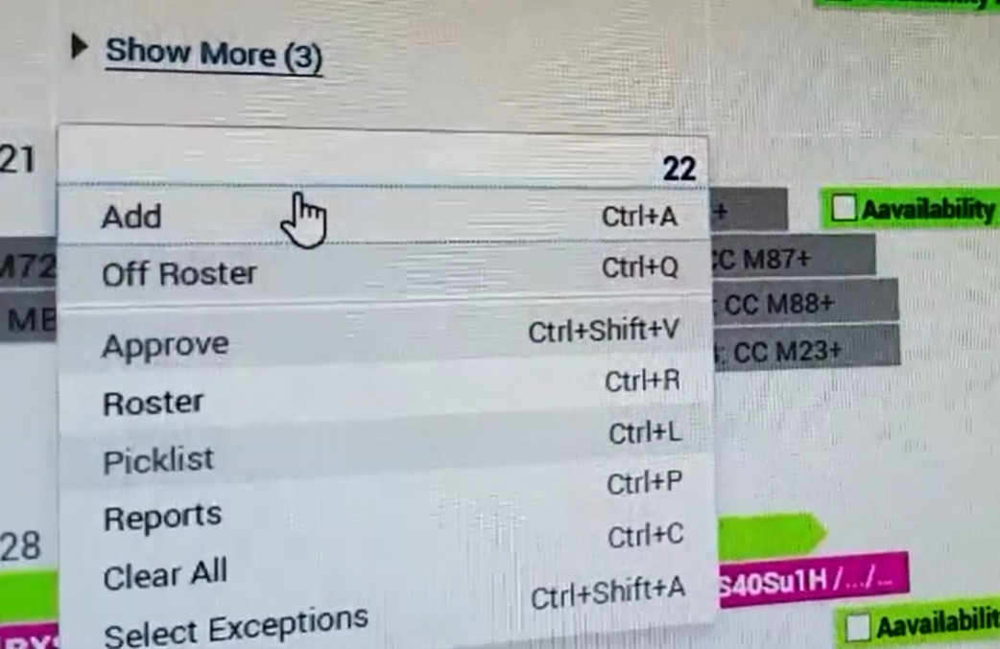 Show More (3)
21
22
Add Ctrl+A
+
Aavailability
Off Roster Ctrl+Q
M72
CC M87+
CC M88+
Approve Ctrl+Shift+V
CC M23+
Roster Ctrl+R
Picklist Ctrl+L
Reports Ctrl+P
28
Clear All Ctrl+C
S40Su1H /.../...
Select Exceptions Ctrl+Shift+A
Aavailabilit